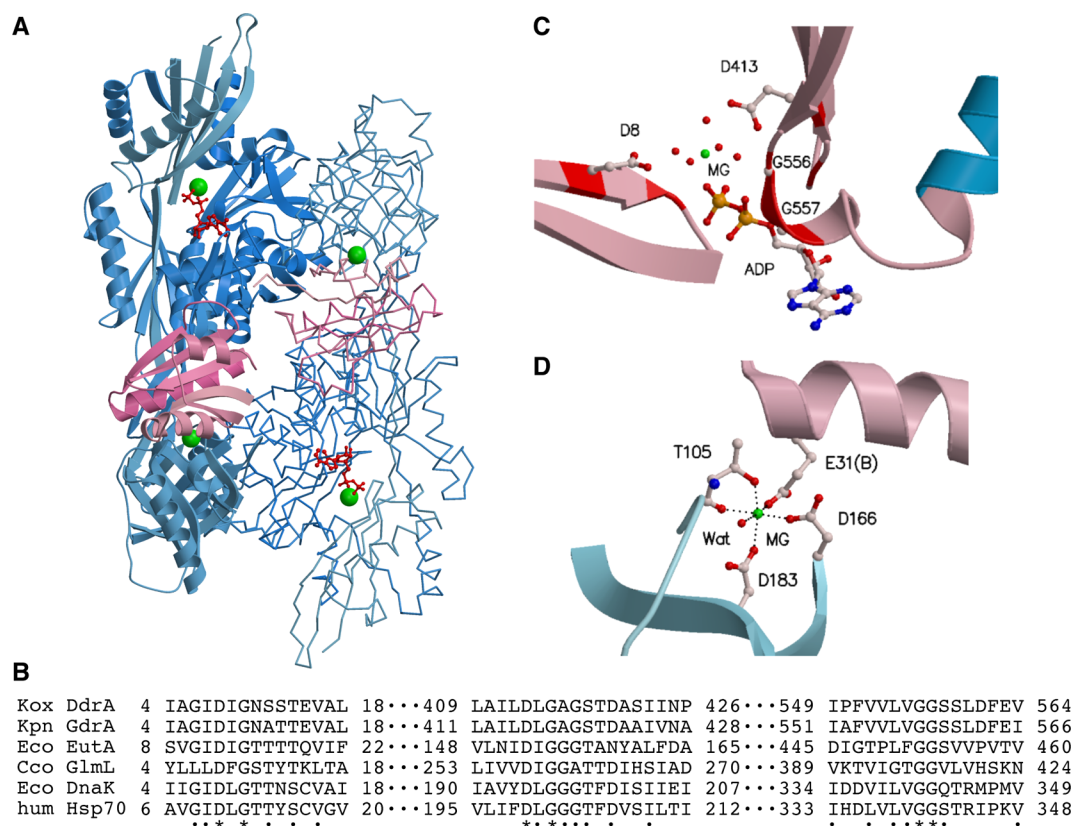 A
C
D413
D8
MG
G556
G557
ADP
D
T105
E31(B)
D166
Wat
MG
D183
B
Kox DdrA 4 IAGIDIGNSSTEVAL 18···409 LAILDLGAGSTDASIINP 426···549 IPFVVLVGGSSLDFEV 564
Kpn GdrA 4 IAGIDIGNATTEVAL 18···411 LAILDLGAGSTDAAIVNA 428···551 IAFVVLVGGSSLDFEI 566
Eco EutA 8 SVGIDIGTTTTQVIF 22···148 VLNIDIGGGTANYALFDA 165···445 DIGTPLFGGSVVPVTV 460
Cco GlmL 4 YLLLDFGSTYTKLTA 18···253 LIVVDIGGATTDIHSIAD 270···389 VKTVIGTGGVLVHSKN 424
Eco DnaK 4 IIGIDLGTTNSCVAI 18···190 IAVYDLGGGTFDISIIEI 207···334 IDDVILVGGQTRMPMV 349
hum Hsp70 6 AVGIDLGTTYSCVGV 20···195 VLIFDLGGGTFDVSILTI 212···333 IHDLVLVGGSTRIPKV 348
..*.* . . . *.*... . . . ..**. .